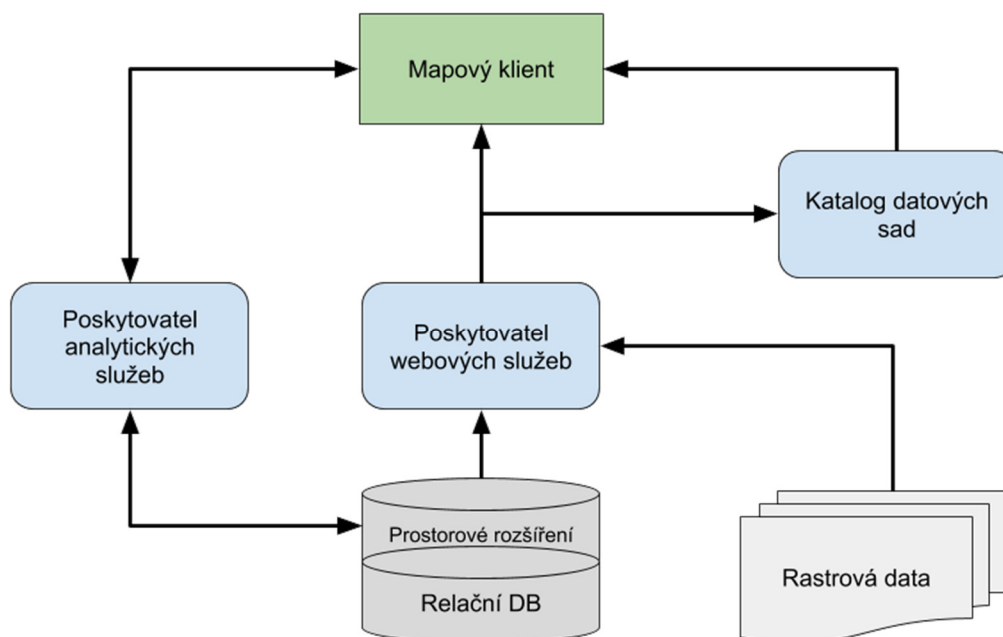 Mapový klient
Katalog datových
sad
Poskytovatel
analytických
služeb
Poskytovatel
webových služeb
Prostorové rozšíření
Relační DB
Rastrová data